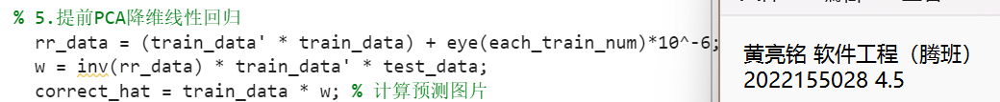 % 5.提前PCA降维线性回归
rr_data = (train_data' * train_data) + eye(each_train_num)*10^-6;
w = inv(rr_data) * train_data' * test_data;
correct_hat = train_data * w; % 计算预测图片
黄亮铭 软件工程（腾班）
2022155028 4.5